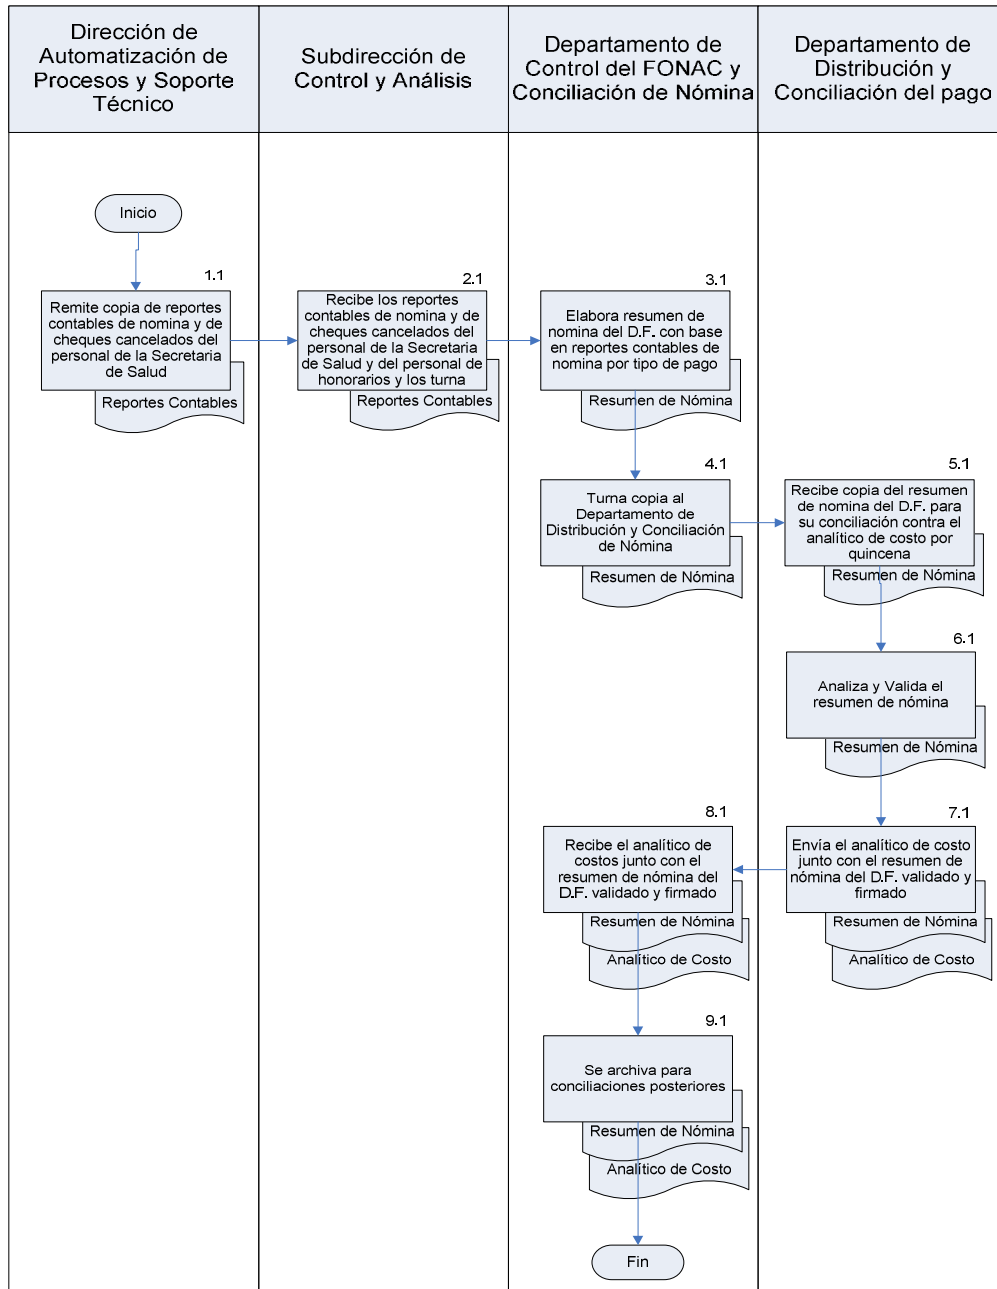 Dirección de
Automatización de
Procesos y Soporte
Técnico
Subdirección de
Control y Análisis
Departamento de
Control del FONAC y
Conciliación de Nómina
Departamento de
Distribución y
Conciliación del pago
Inicio
1.1
Remite copia de reportes
contables de nomina y de
cheques cancelados del
personal de la Secretaria
de Salud
Reportes Contables
2.1
Recibe los reportes
contables de nomina y de
cheques cancelados del
personal de la Secretaria
de Salud y del personal de
honorarios y los turna
Reportes Contables
3.1
Elabora resumen de
nomina del D.F. con base
en reportes contables de
nomina por tipo de pago
Resumen de Nómina
4.1
Turna copia al
Departamento de
Distribución y Conciliación
de Nómina
Resumen de Nómina
5.1
Recibe copia del resumen
de nomina del D.F. para
su conciliación contra el
analítico de costo por
quincena
Resumen de Nómina
6.1
Analiza y Valida el
resumen de nómina
Resumen de Nómina
7.1
Envía el analítico de costo
junto con el resumen de
nómina del D.F. validado y
firmado
Resumen de Nómina
Analítico de Costo
8.1
Recibe el analítico de
costos junto con el
resumen de nómina del
D.F. validado y firmado
Resumen de Nómina
Analítico de Costo
9.1
Se archiva para
conciliaciones posteriores
Resumen de Nómina
Analítico de Costo
Fin